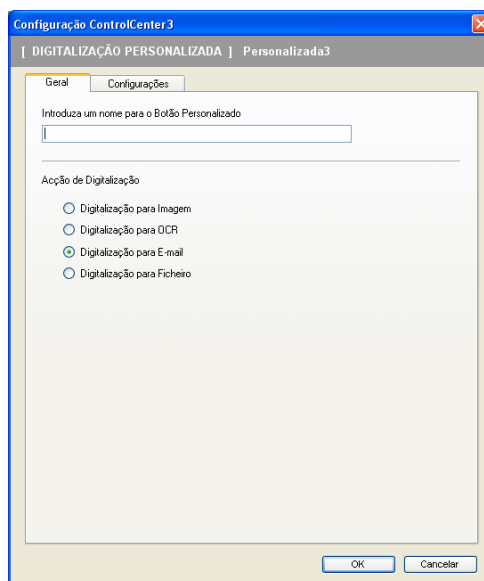 Configuração ControlCenter3
[ DIGITALIZAÇÃO PERSONALIZADA ] Personalizada3
Geral Configurações
Introduza um nome para o Botão Personalizado
Acção de Digitalização
Digitalização para Imagem
Digitalização para OCR
Digitalização para E-mail
Digitalização para Ficheiro
OK Cancelar